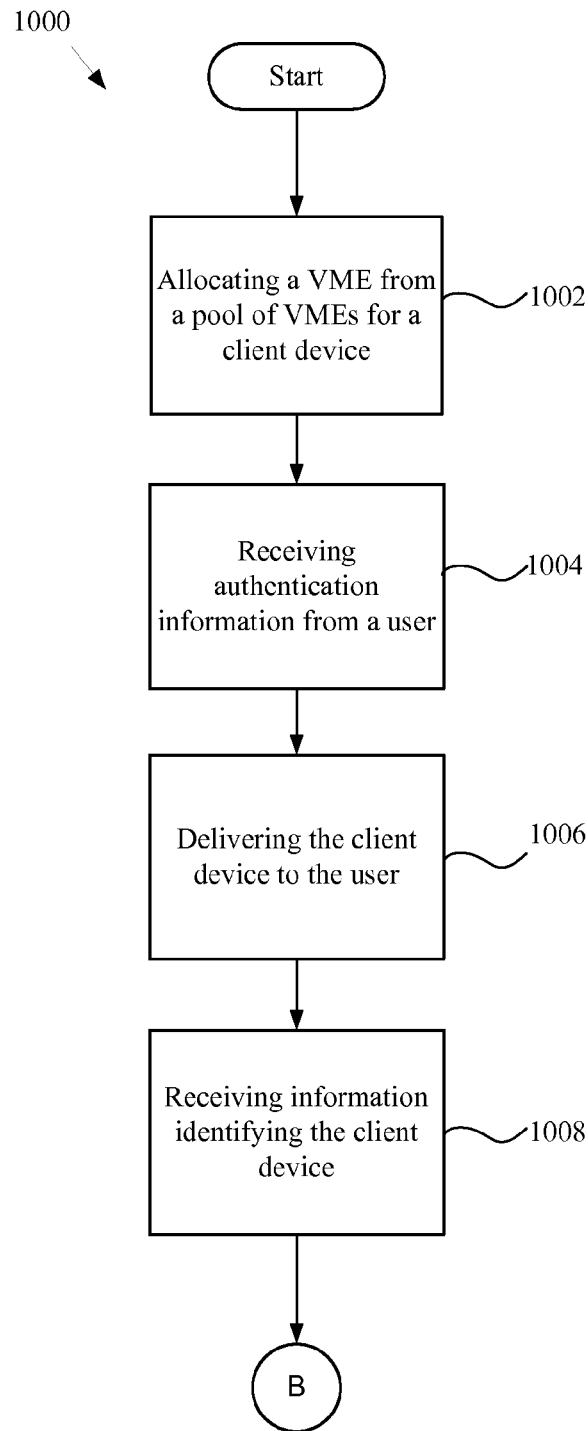 1000
Start
Allocating a VME from
a pool of VMEs for a
client device
1002
Receiving
authentication
information from a user
1004
Delivering the client
device to the user
1006
Receiving information
identifying the client
device
1008
B